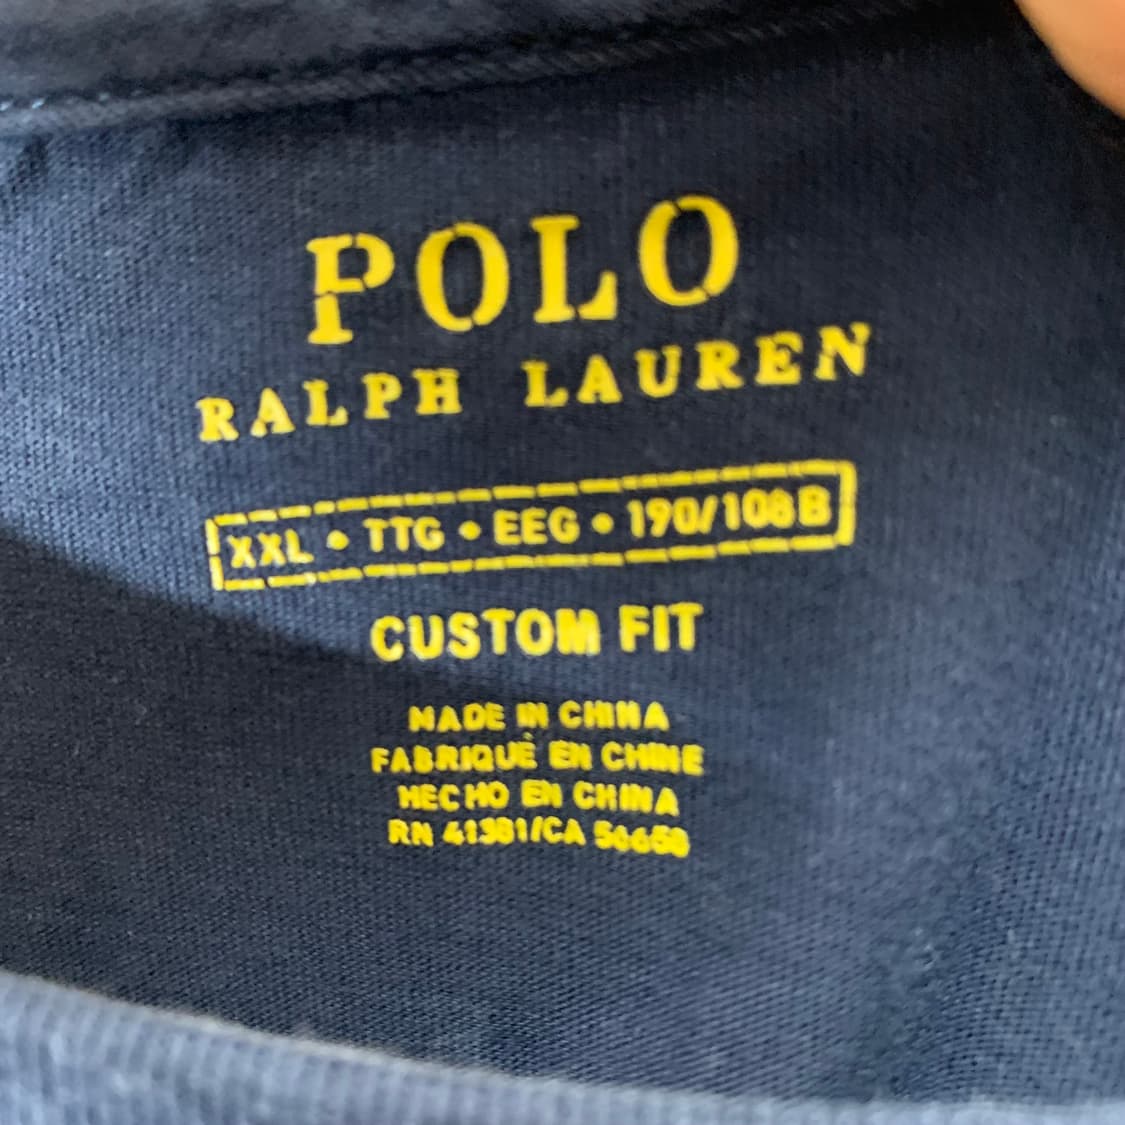 POLO
RALPH LAUREN
XXL • TTG • EEG • 190/108B
CUSTOM FIT
MADE IN CHINA
FABRIQUÉ EN CHINE
HECHO EN CHINA
RN 41381/CA 56658